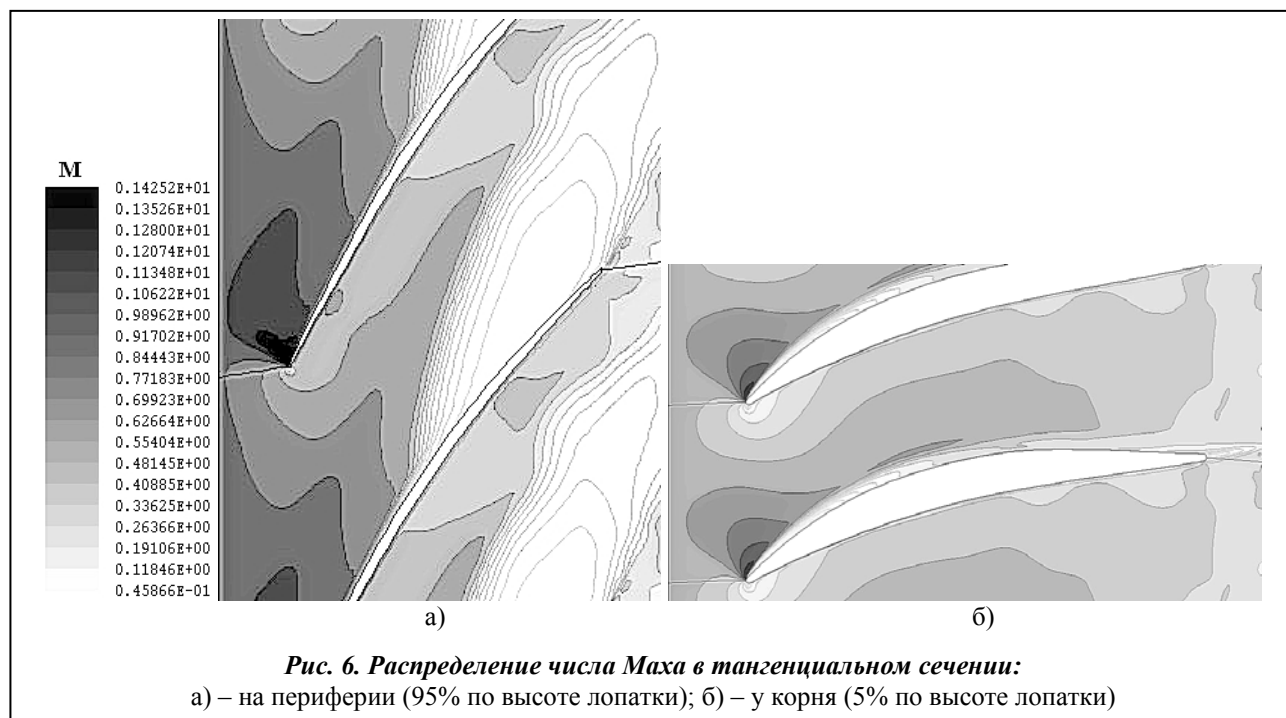 M
0.14252E+01
0.13526E+01
0.12800E+01
0.12074E+01
0.11348E+01
0.10622E+01
0.98962E+00
0.91702E+00
0.84443E+00
0.77183E+00
0.69923E+00
0.62664E+00
0.55404E+00
0.48145E+00
0.40885E+00
0.33625E+00
0.26366E+00
0.19106E+00
0.11846E+00
0.45866E-01
а)
б)
Рис. 6. Распределение числа Маха в тангенциальном сечении:
а) – на периферии (95% по высоте лопатки); б) – у корня (5% по высоте лопатки)